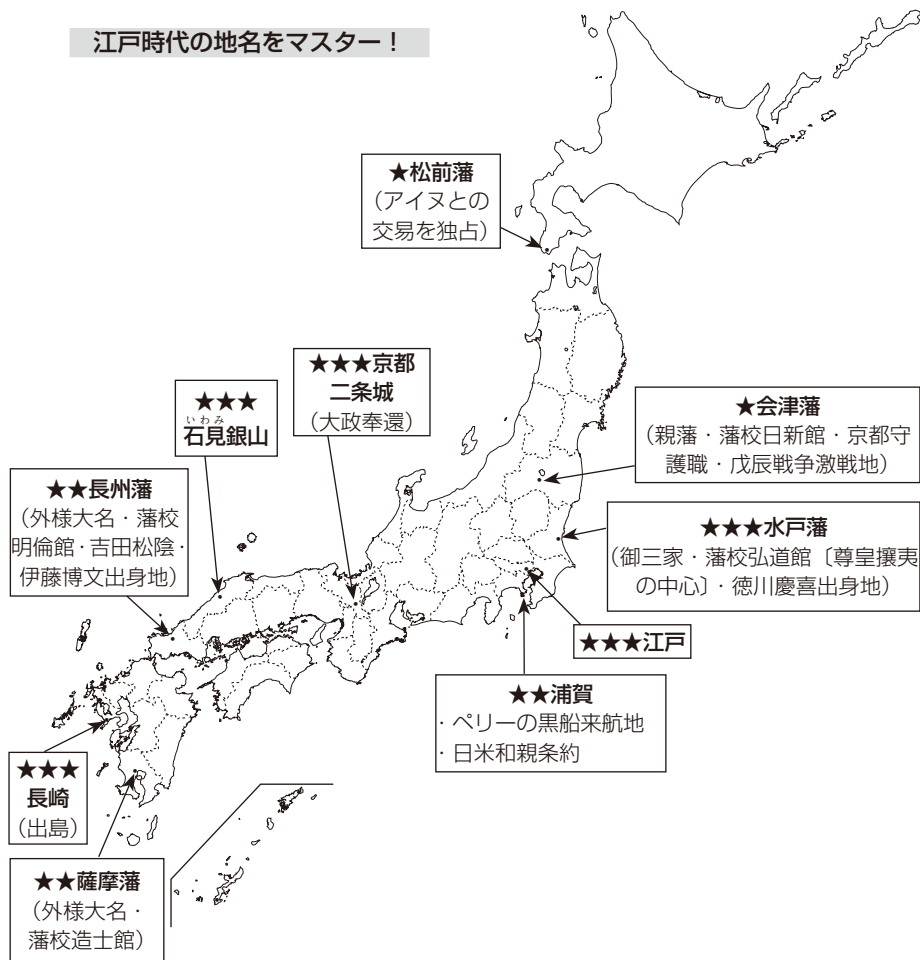 江戸時代の地名をマスター！
★松前藩
（アイヌとの
交易を独占）
★★★京都
二条城
（大政奉還）
★★★
いわみ
石見銀山
★会津藩
（親藩・藩校日新館・京都守
護職・戊辰戦争激戦地）
★★長州藩
（外様大名・藩校
明倫館・吉田松陰・
伊藤博文出身地）
★★★水戸藩
（御三家・藩校弘道館〔尊皇攘夷
の中心〕・徳川慶喜出身地）
★★★江戸
★★浦賀
・ペリーの黒船来航地
・日米和親条約
★★★
長崎
（出島）
★★薩摩藩
（外様大名・
藩校造士館）